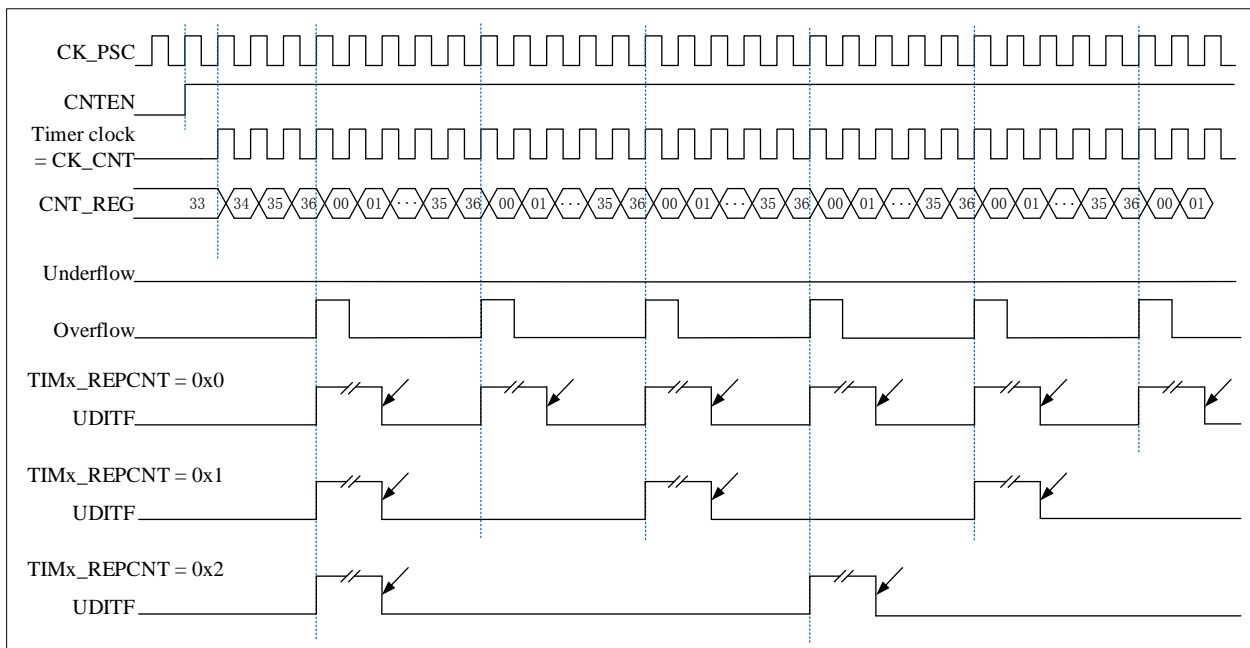 CK_PSC
CNTEN
Timer clock
= CK_CNT
CNT_REG 33 34 35 36 00 01 ··· 35 36 00 01 ··· 35 36 00 01 ··· 35 36 00 01 ··· 35 36 00 01 ··· 35 36 00 01
Underflow
Overflow
TIMx_REPCNT = 0x0
UDITF
TIMx_REPCNT = 0x1
UDITF
TIMx_REPCNT = 0x2
UDITF